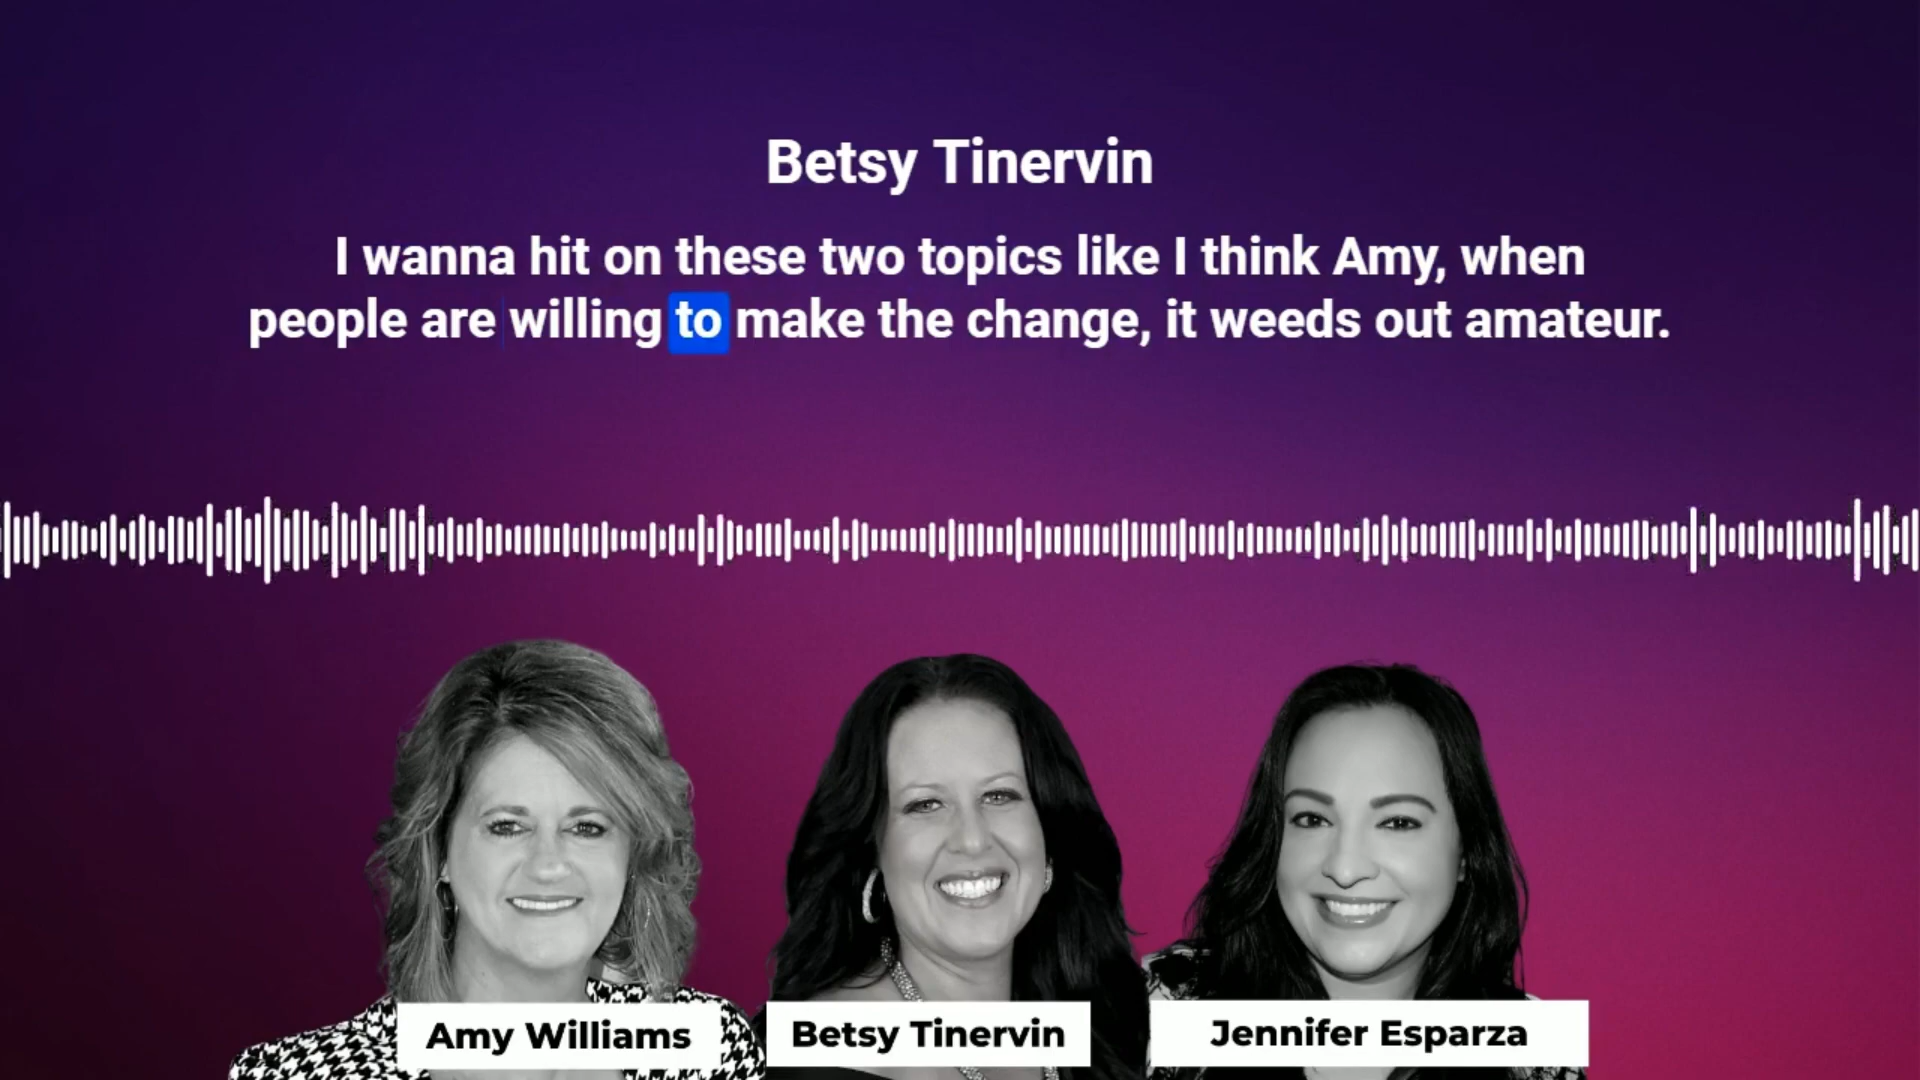 Betsy Tinervin
I wanna hit on these two topics like I think Amy, when
people are willing to make the change, it weeds out amateur.
Amy Williams
Betsy Tinervin
Jennifer Esparza